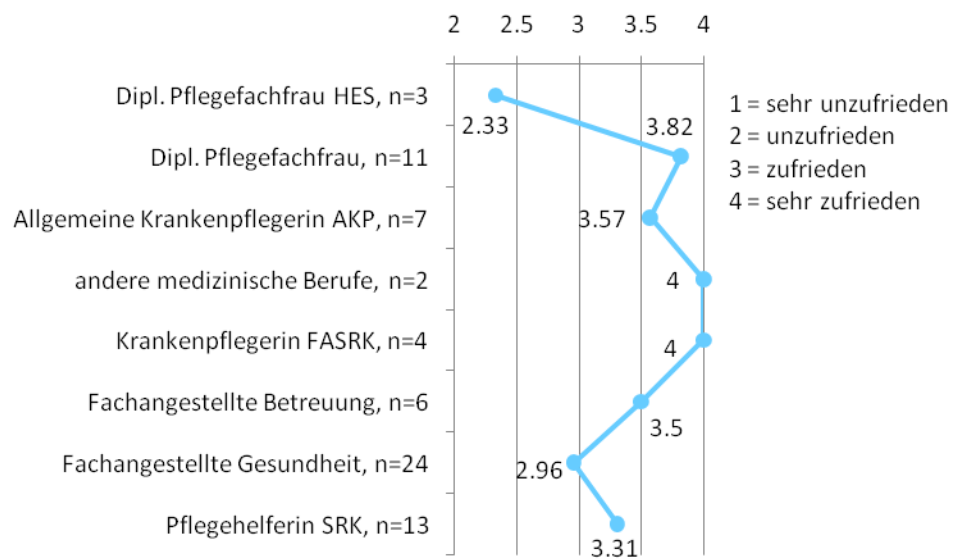 2 2.5 3 3.5 4
Dipl. Pflegefachfrau HES, n=3
2.33
3.82
Dipl. Pflegefachfrau, n=11
Allgemeine Krankenpflegerin AKP, n=7
3.57
andere medizinische Berufe, n=2
4
Krankenpflegerin FASRK, n=4
4
Fachangestellte Betreuung, n=6
3.5
Fachangestellte Gesundheit, n=24
2.96
Pflegehelferin SRK, n=13
3.31
1 = sehr unzufrieden
2 = unzufrieden
3 = zufrieden
4 = sehr zufrieden